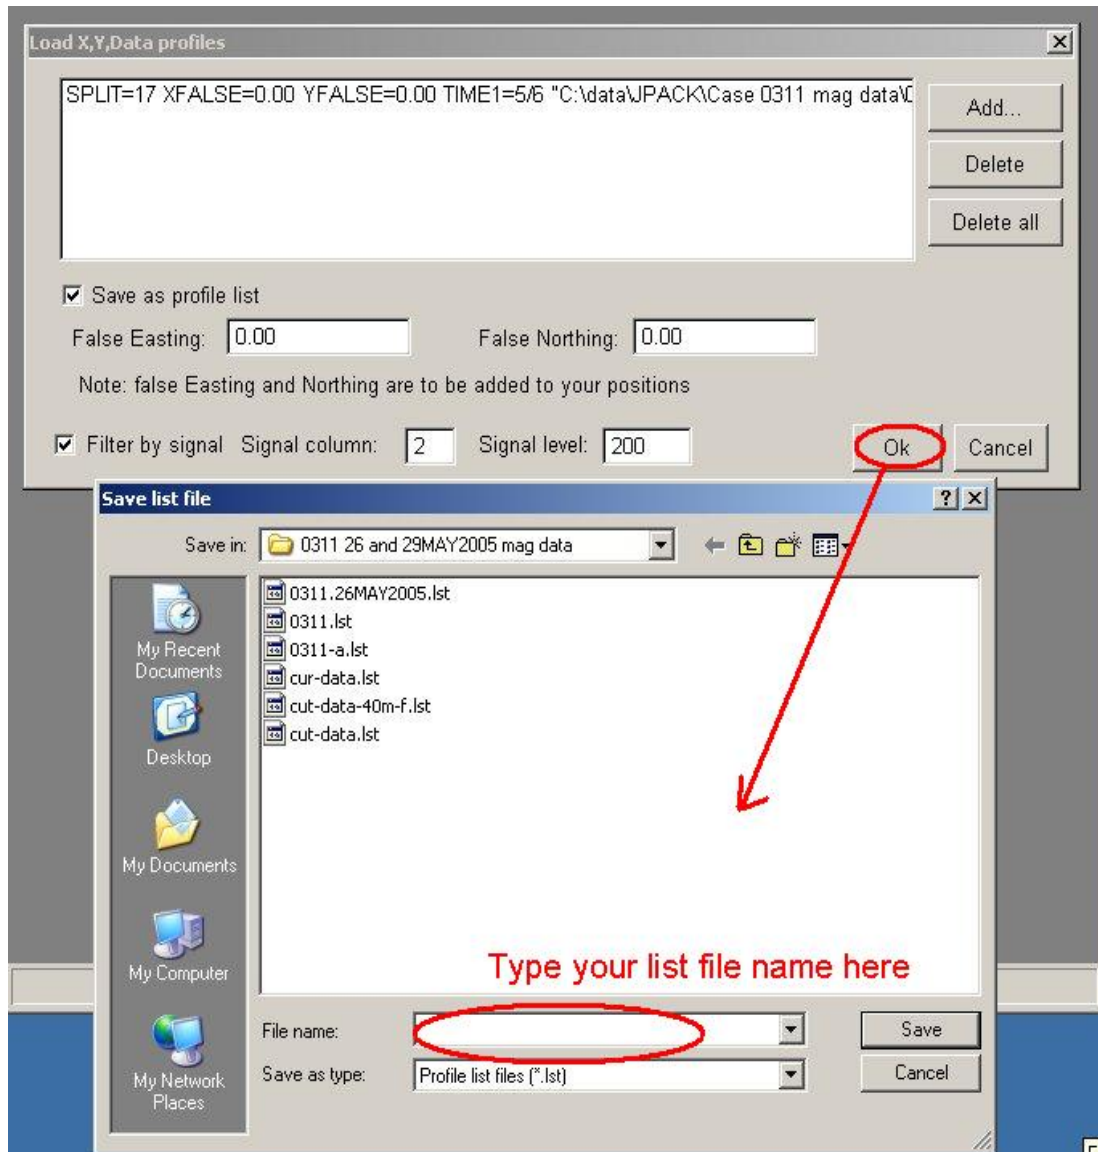 Load X,Y,Data profiles
SPLIT=17 XFALSE=0.00 YFALSE=0.00 TIME1=5/6 "C:\data\JPACK\Case 0311 mag data\
Add...
Delete
Delete all
Save as profile list
False Easting: 0.00 False Northing: 0.00
Note: false Easting and Northing are to be added to your positions
Filter by signal Signal column: 2 Signal level: 200 Ok Cancel
Save list file
Save in: 0311 26 and 29MAY2005 mag data
0311.26MAY2005.lst
0311.lst
0311-a.lst
cur-data.lst
cut-data-40m-f.lst
cut-data.lst
My Recent
Documents
Desktop
My Documents
My Computer
My Network
Places
Type your list file name here
File name: Save
Save as type: Profile list files (*.lst) Cancel